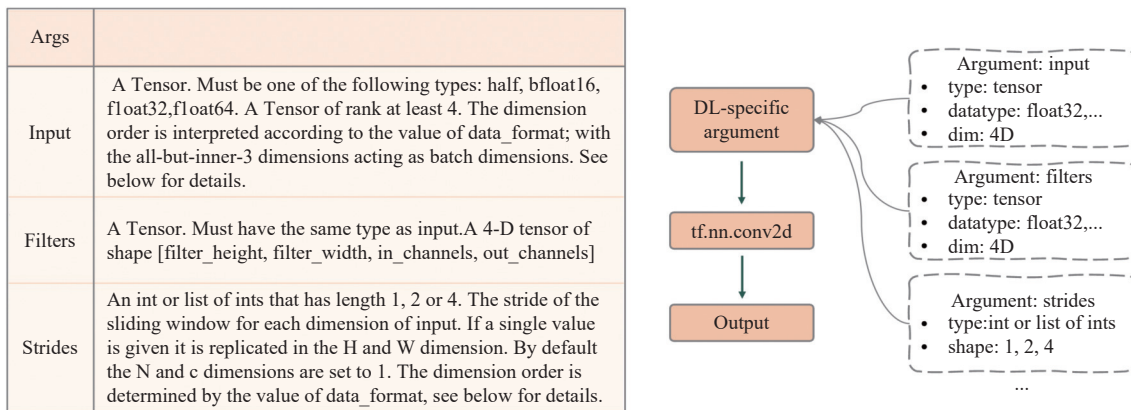 Args
Input
A Tensor. Must be one of the following types: half, bfloat16,
f1oat32,f1oat64. A Tensor of rank at least 4. The dimension
order is interpreted according to the value of data_format; with
the all-but-inner-3 dimensions acting as batch dimensions. See
below for details.
Filters
A Tensor. Must have the same type as input.A 4-D tensor of
shape [filter_height, filter_width, in_channels, out_channels]
Strides
An int or list of ints that has length 1, 2 or 4. The stride of the
sliding window for each dimension of input. If a single value
is given it is replicated in the H and W dimension. By default
the N and c dimensions are set to 1. The dimension order is
determined by the value of data_format, see below for details.
DL-specific
argument
tf.nn.conv2d
Output
Argument: input
• type: tensor
• datatype: float32,...
• dim: 4D
Argument: filters
• type: tensor
• datatype: float32,...
• dim: 4D
Argument: strides
• type:int or list of ints
• shape: 1, 2, 4
...